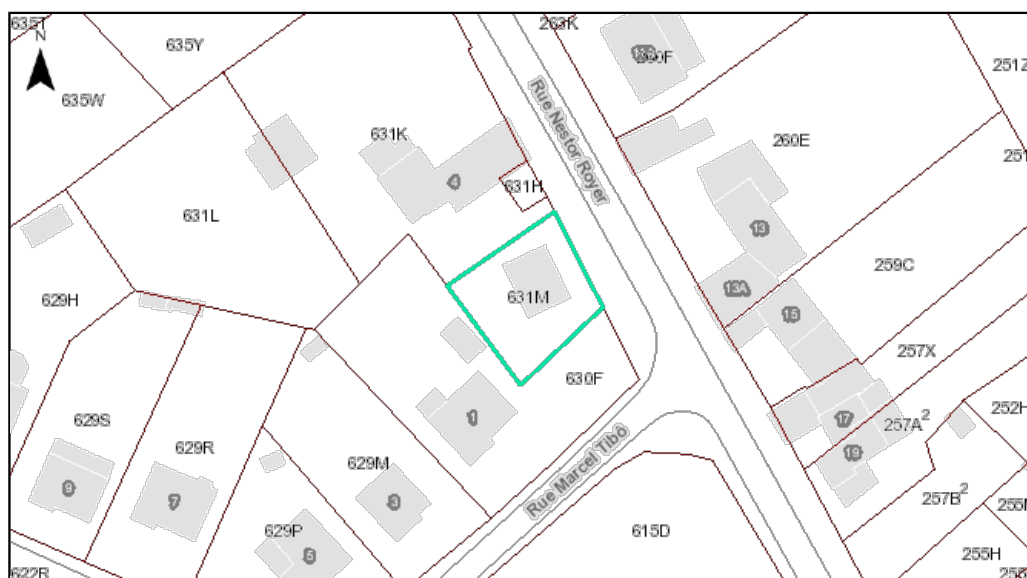 635T
263K
N
635Y
260F
251Z
635W
Rue Nestor Royer
631K
260E
251
4
631H
631L
13
259C
629H
13A
631M
15
257X
630F
252H
629S
1
17
257A²
629R
629M
19
Rue Marcel Tibô
9
7
3
257B²
255
629P
615D
5
255H
622R
256